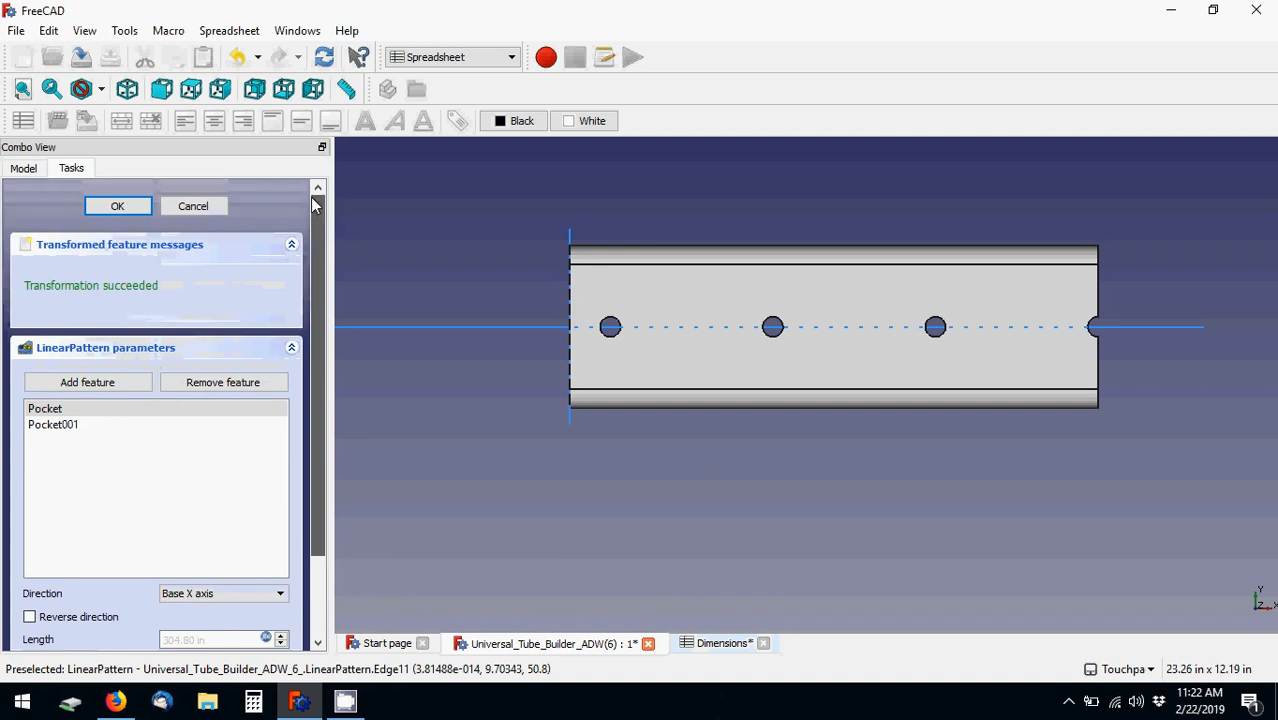 FreeCAD
File Edit View Tools Macro Spreadsheet Windows Help
Spreadsheet
Black White
Combo View
Model Tasks
OK Cancel
Transformed feature messages
Transformation succeeded
LinearPattern parameters
Add feature Remove feature
Pocket
Pocket001
Direction Base X axis
Reverse direction
Length 304.80 in
Y
Z X
Start page Universal_Tube_Builder_ADW(6) : 1* Dimensions*
Preselected: LinearPattern - Universal_Tube_Builder_ADW_6_.LinearPattern.Edge11 (3.81488e-014, 9.70343, 50.8) Touchpa 23.26 in x 12.19 in
11:22 AM
2/22/2019
1